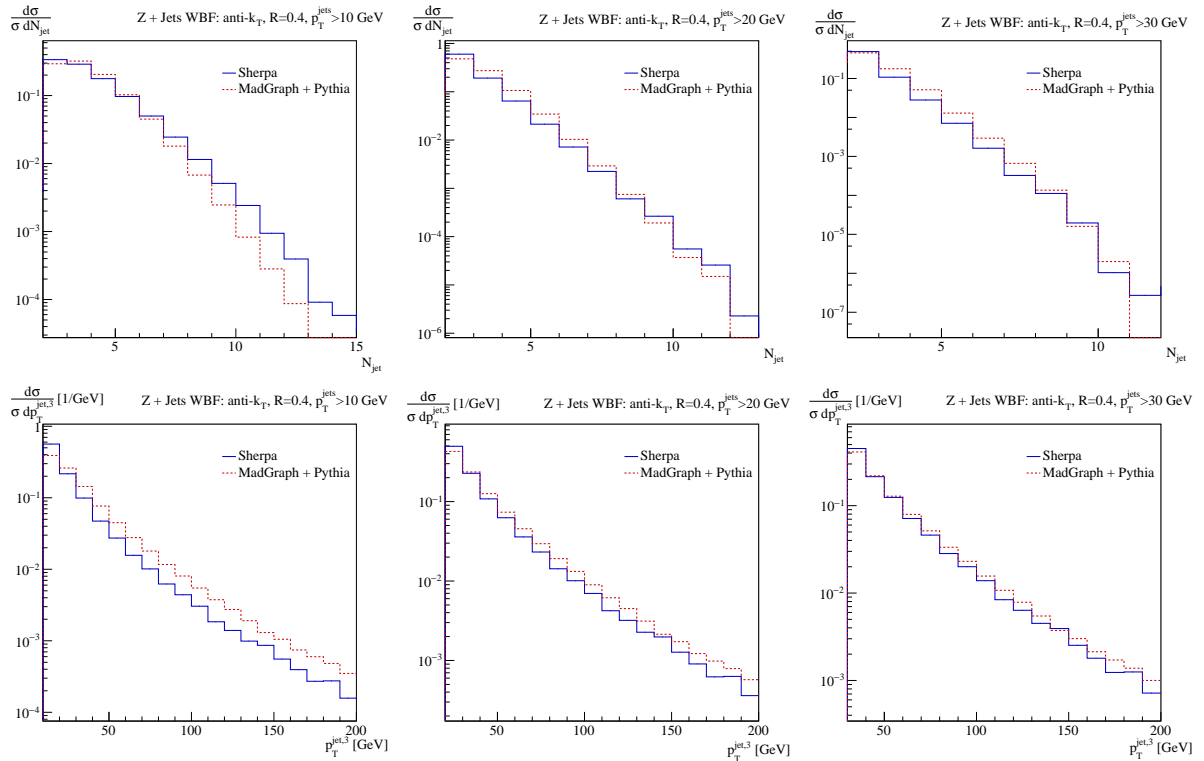 dσ
σ dN_jet
Z + Jets WBF: anti-k_T, R=0.4, p_T^jets>10 GeV
Sherpa
MadGraph + Pythia
10^-1
10^-2
10^-3
10^-4
5 10 15
N_jet
dσ
σ dN_jet
Z + Jets WBF: anti-k_T, R=0.4, p_T^jets>20 GeV
Sherpa
MadGraph + Pythia
1
10^-2
10^-4
10^-6
5 10
N_jet
dσ
σ dN_jet
Z + Jets WBF: anti-k_T, R=0.4, p_T^jets>30 GeV
Sherpa
MadGraph + Pythia
10^-1
10^-3
10^-5
10^-7
5 10
N_jet
dσ
σ dp_T^jet,3 [1/GeV]
Z + Jets WBF: anti-k_T, R=0.4, p_T^jets>10 GeV
Sherpa
MadGraph + Pythia
1
10^-1
10^-2
10^-3
10^-4
50 100 150 200
p_T^jet,3 [GeV]
dσ
σ dp_T^jet,3 [1/GeV]
Z + Jets WBF: anti-k_T, R=0.4, p_T^jets>20 GeV
Sherpa
MadGraph + Pythia
1
10^-1
10^-2
10^-3
50 100 150 200
p_T^jet,3 [GeV]
dσ
σ dp_T^jet,3 [1/GeV]
Z + Jets WBF: anti-k_T, R=0.4, p_T^jets>30 GeV
Sherpa
MadGraph + Pythia
1
10^-1
10^-2
10^-3
50 100 150 200
p_T^jet,3 [GeV]